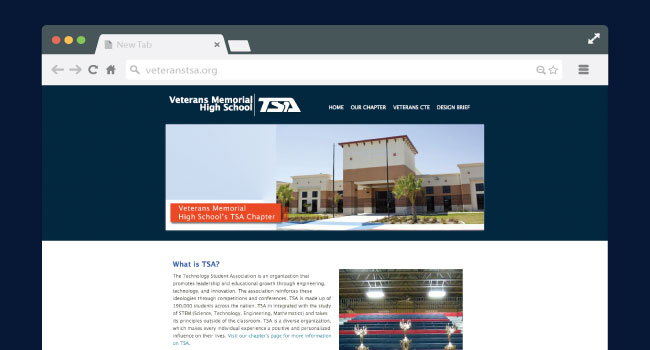 New Tab
veteranstsa.org
Veterans Memorial
High School
TSA
HOME OUR CHAPTER VETERANS CTE DESIGN BRIEF
Veterans Memorial
High School's TSA Chapter
What is TSA?
The Technology Student Association is an organization that
promotes leadership and educational growth through engineering,
technology, and innovation. The association reinforces these
ideologies through competitions and conferences. TSA is made up of
190,000 students across the nation. TSA in integrated with the study
of STEM (Science, Technology, Engineering, Mathematics) and takes
its principles outside of the classroom. TSA is a diverse organization,
which makes every individual experience a positive and personalized
influence on their lives. Visit our chapter's page for more information
on TSA.